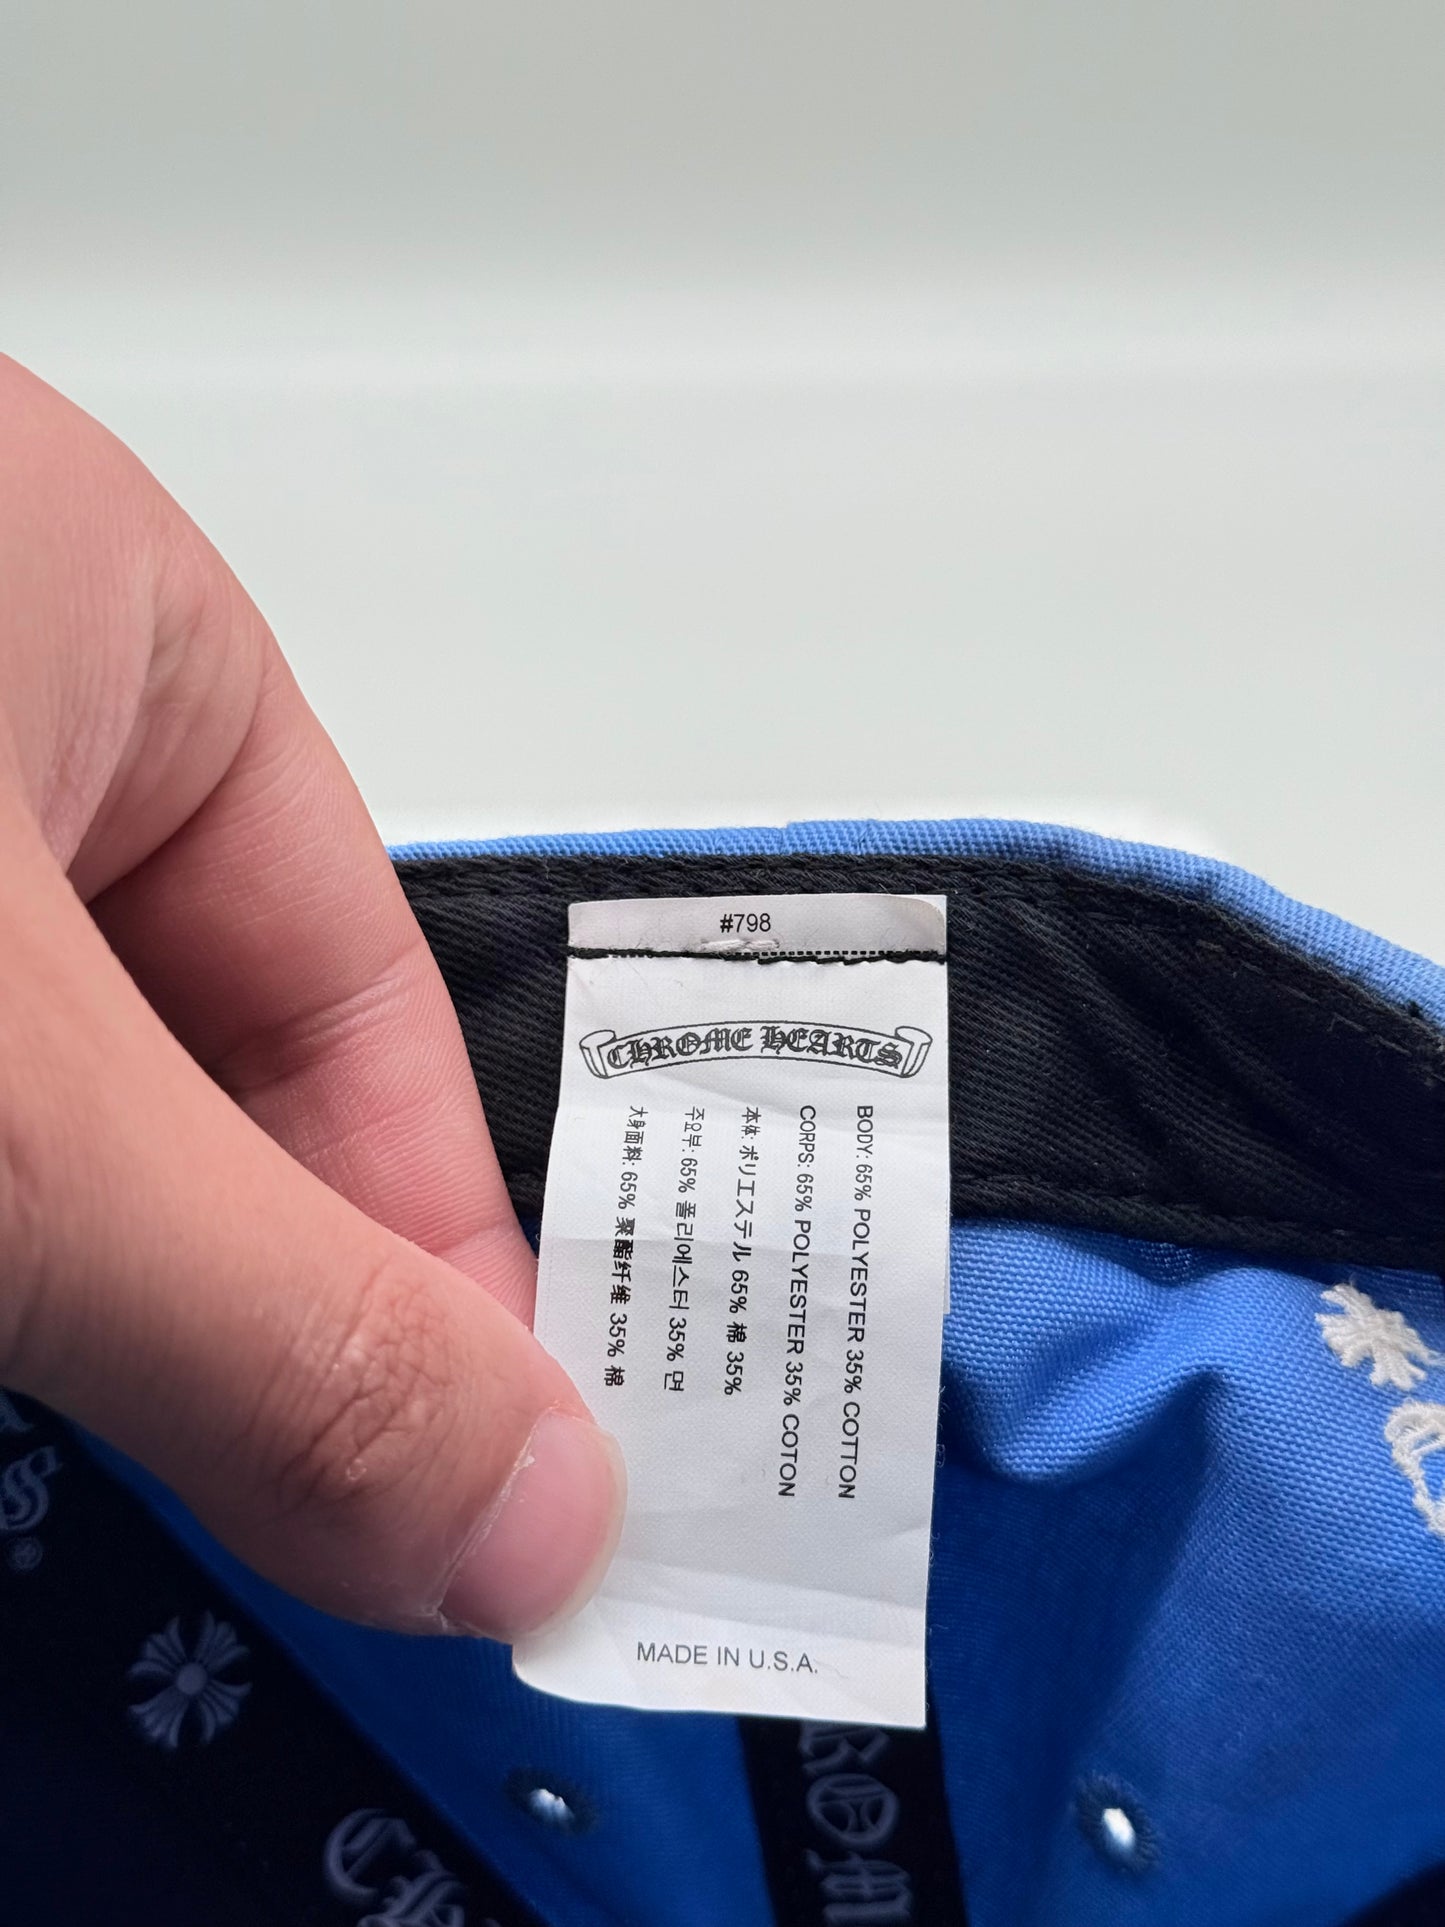 #798
CHROME HEARTS
BODY: 65% POLYESTER 35% COTTON
CORPS: 65% POLYESTER 35% COTON
本体: ポリエステル 65% 棉 35%
주요부: 65% 폴리에스터 35% 면
大身面料: 65% 聚酯纤维 35% 棉
MADE IN U.S.A.
ROM